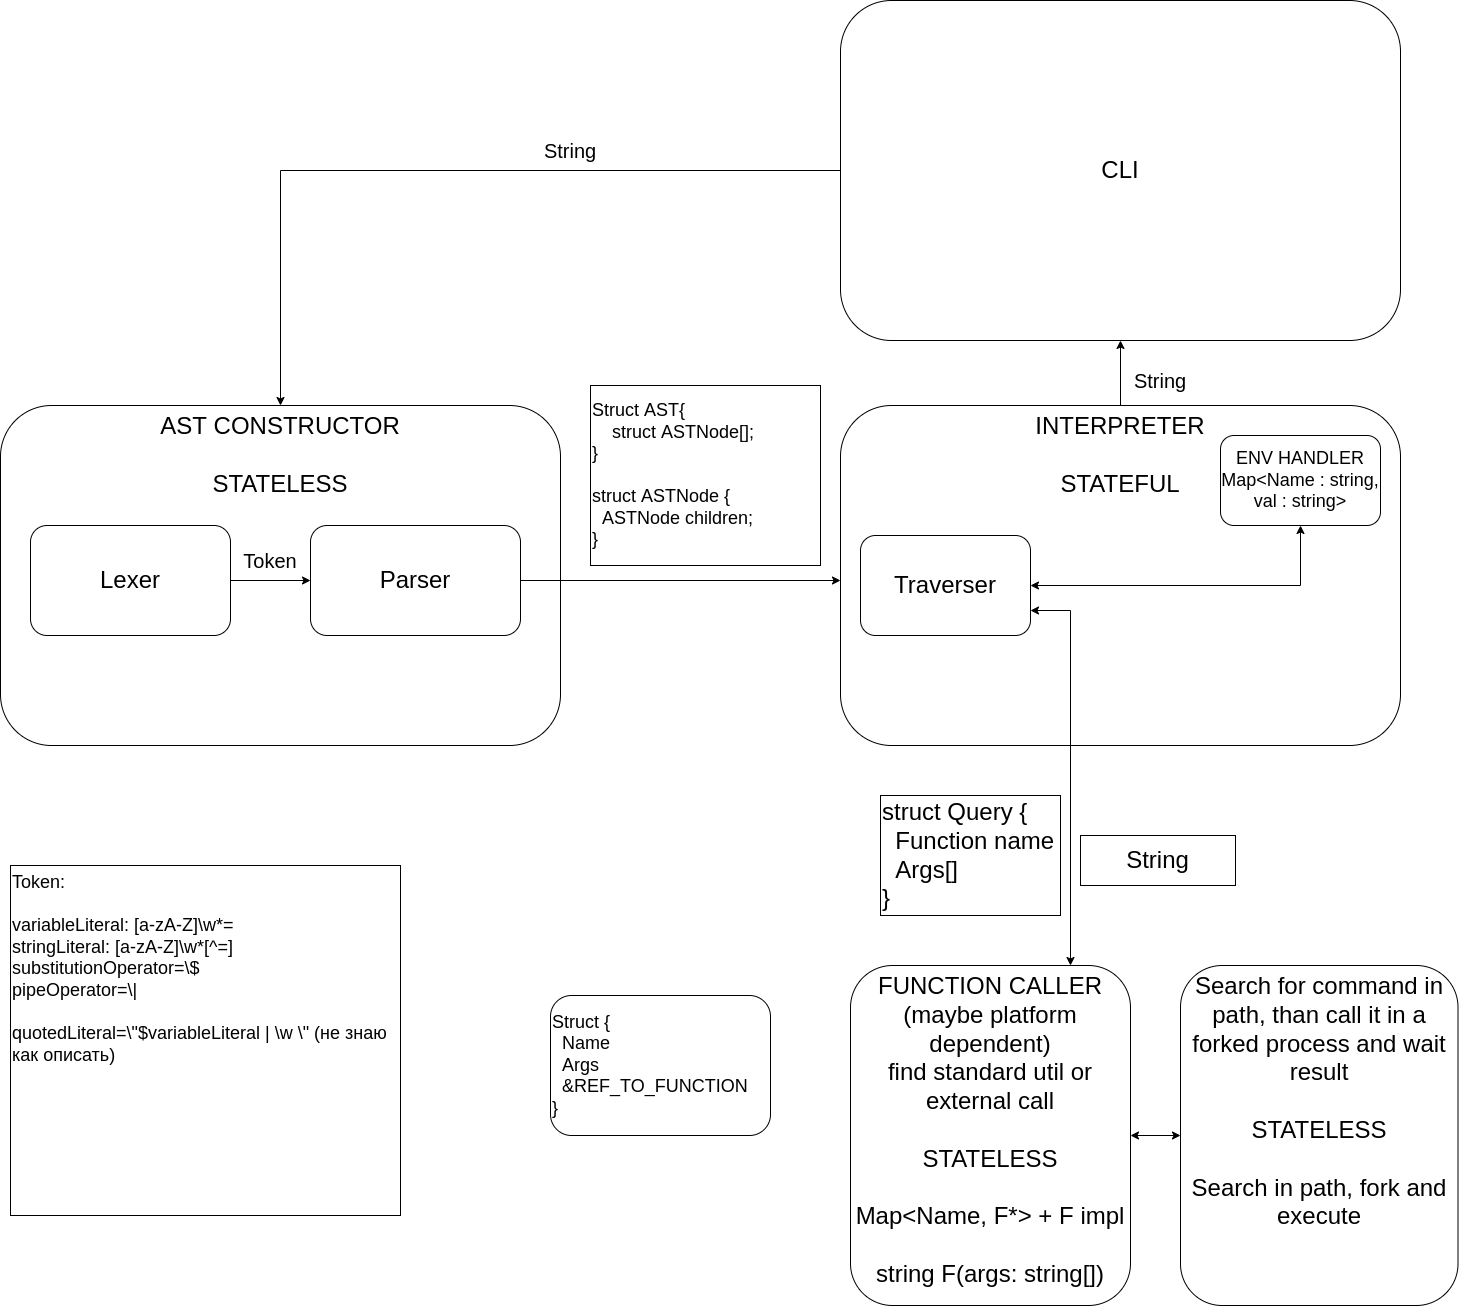 CLI
String
String
AST CONSTRUCTOR
STATELESS
Lexer
Token
Parser
Struct AST{
struct ASTNode[];
}
struct ASTNode {
ASTNode children;
}
INTERPRETER
STATEFUL
ENV HANDLER
Map<Name : string,
val : string>
Traverser
struct Query {
Function name
Args[]
}
String
Token:
variableLiteral: [a-zA-Z]\w*=
stringLiteral: [a-zA-Z]\w*[^=]
substitutionOperator=\$
pipeOperator=\|
quotedLiteral=\"$variableLiteral | \w \" (не знаю
как описать)
Struct {
Name
Args
&REF_TO_FUNCTION
}
FUNCTION CALLER
(maybe platform
dependent)
find standard util or
external call
STATELESS
Map<Name, F*> + F impl
string F(args: string[])
Search for command in
path, than call it in a
forked process and wait
result
STATELESS
Search in path, fork and
execute